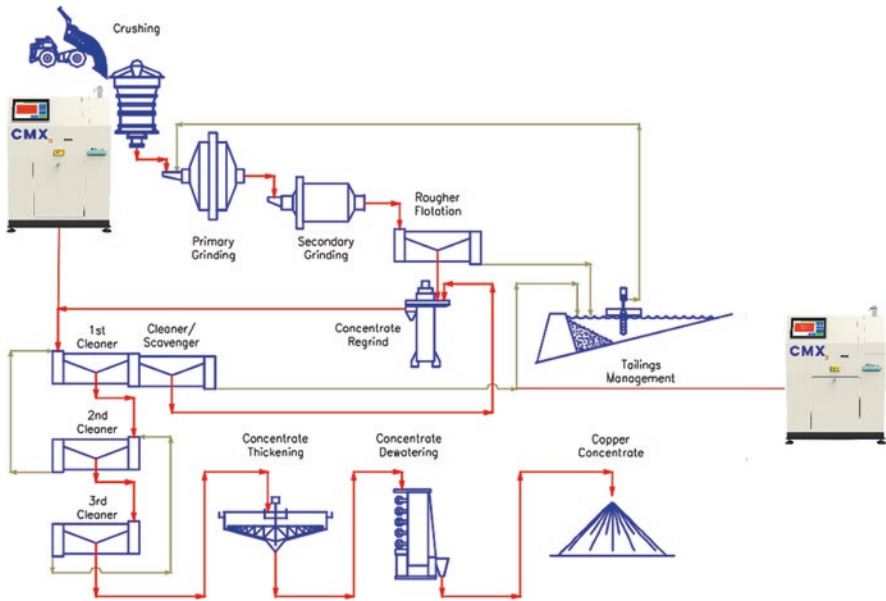 Crushing
CMX
Primary
Grinding
Secondary
Grinding
Rougher
Flotation
1st
Cleaner
Cleaner/
Scavenger
Concentrate
Regrind
Tailings
Management
CMX
2nd
Cleaner
Concentrate
Thickening
Concentrate
Dewatering
Copper
Concentrate
3rd
Cleaner